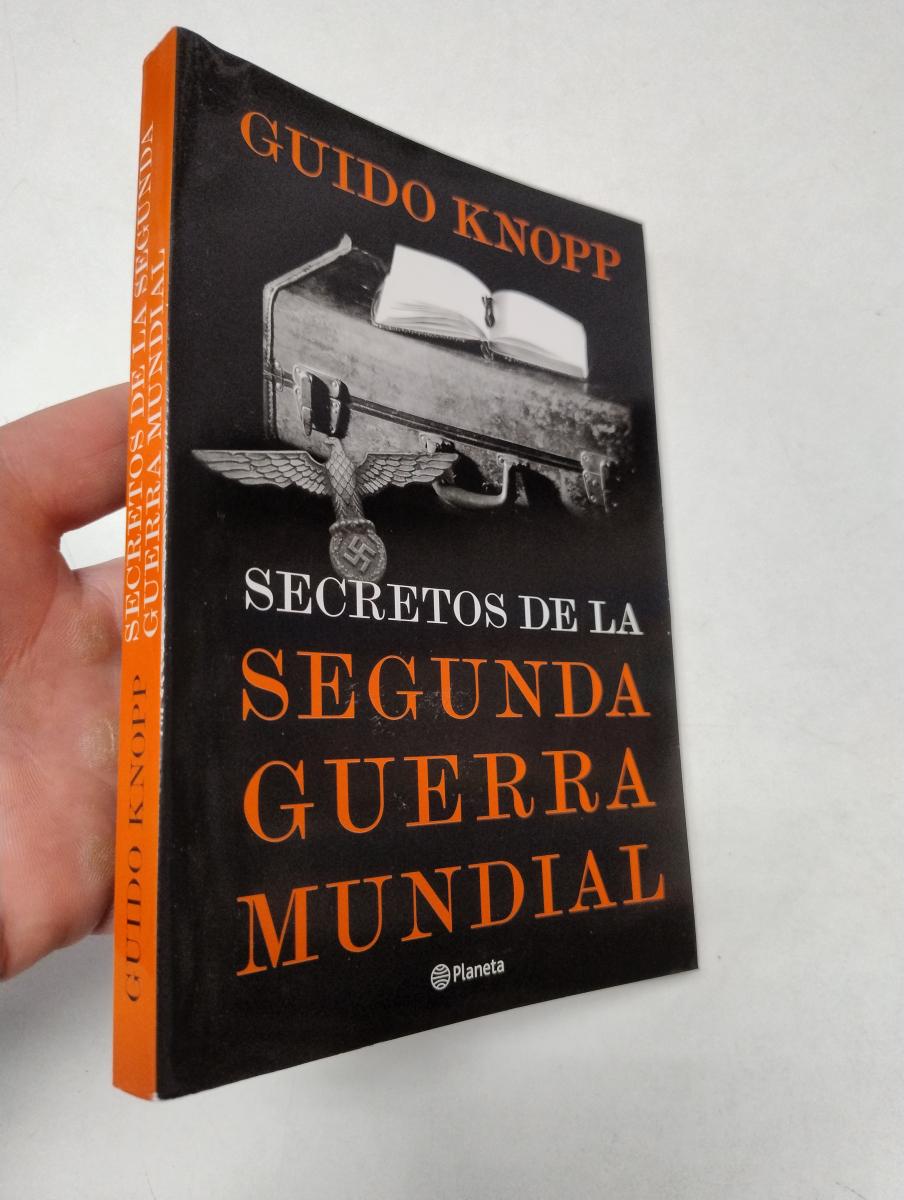 GUIDO KNOPP
SECRETOS DE LA
SEGUNDA
GUERRA
MUNDIAL
Planeta
GUIDO KNOPP
SECRETOS DE LA SEGUNDA
GUERRA MUNDIAL